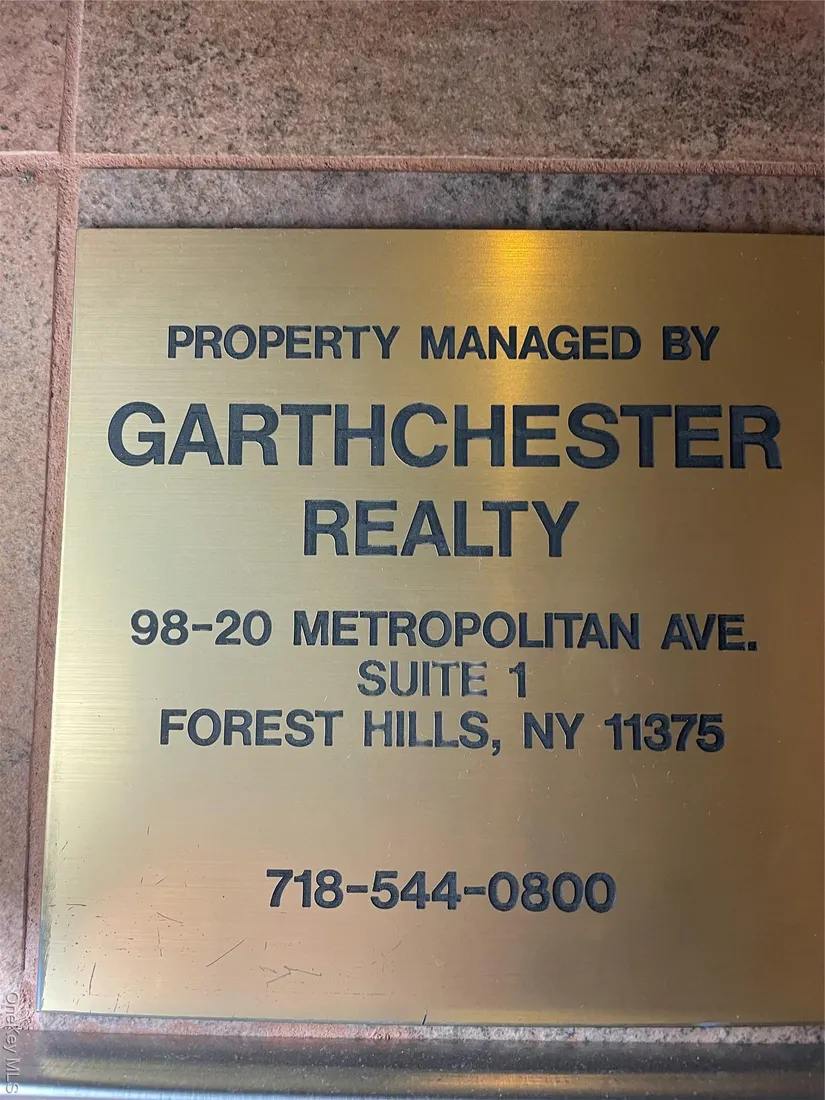 PROPERTY MANAGED BY
GARTHCHESTER
REALTY
98-20 METROPOLITAN AVE.
SUITE 1
FOREST HILLS, NY 11375
718-544-0800
OneKey MLS